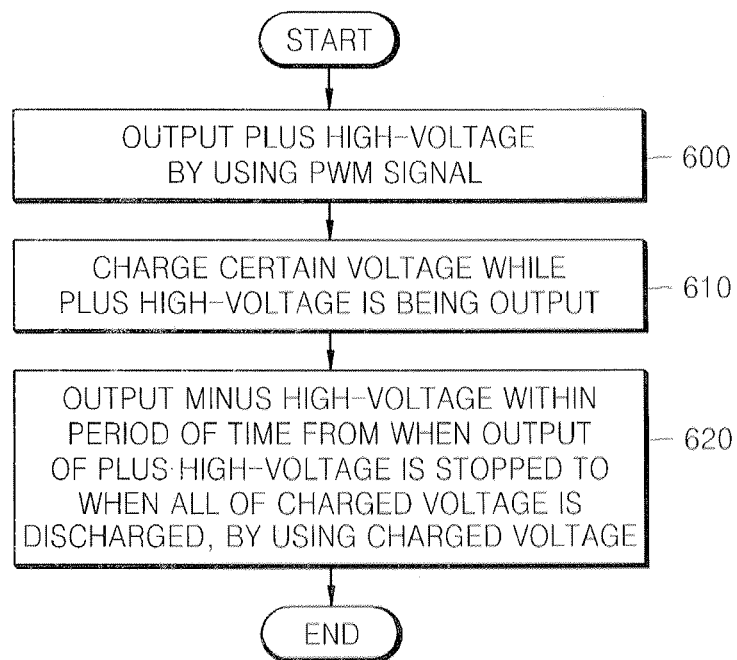 START
OUTPUT PLUS HIGH-VOLTAGE
BY USING PWM SIGNAL
600
CHARGE CERTAIN VOLTAGE WHILE
PLUS HIGH-VOLTAGE IS BEING OUTPUT
610
OUTPUT MINUS HIGH-VOLTAGE WITHIN
PERIOD OF TIME FROM WHEN OUTPUT
OF PLUS HIGH-VOLTAGE IS STOPPED TO
WHEN ALL OF CHARGED VOLTAGE IS
DISCHARGED, BY USING CHARGED VOLTAGE
620
END